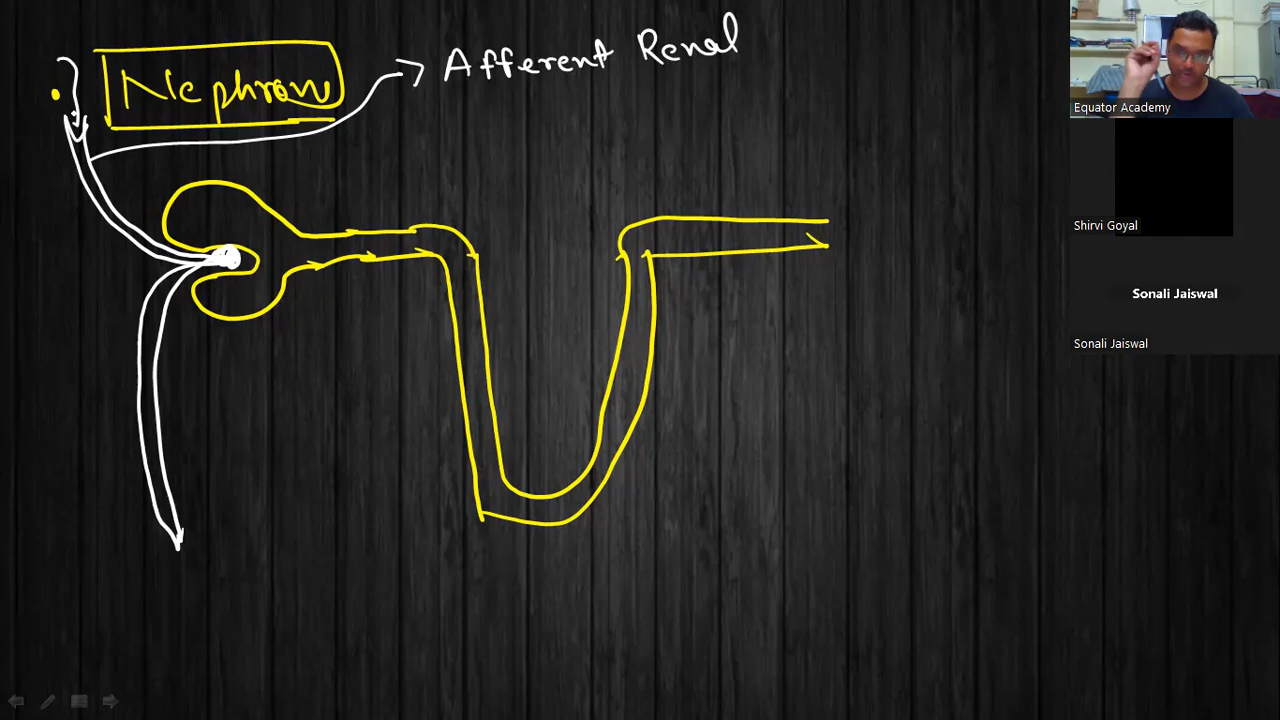 Nephron
Afferent Renal
Equator Academy
Shirvi Goyal
Sonali Jaiswal
Sonali Jaiswal